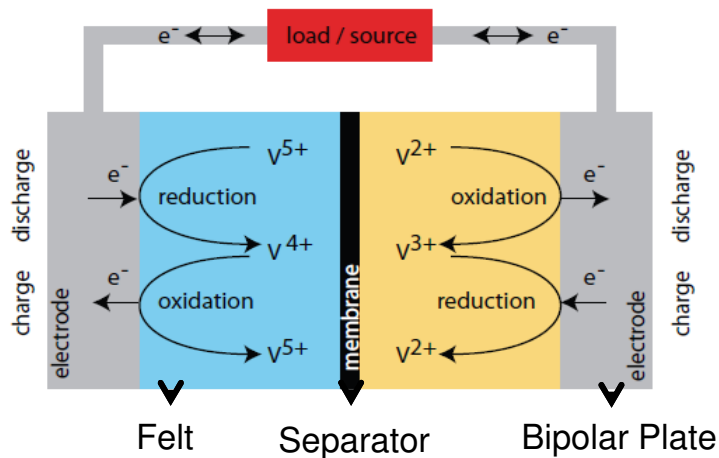 e⁻ load / source e⁻
V⁵⁺ V²⁺
e⁻ reduction oxidation e⁻
discharge discharge
V⁴⁺ V³⁺
e⁻ oxidation reduction e⁻
charge charge
electrode membrane electrode
V⁵⁺ V²⁺
Felt Separator Bipolar Plate